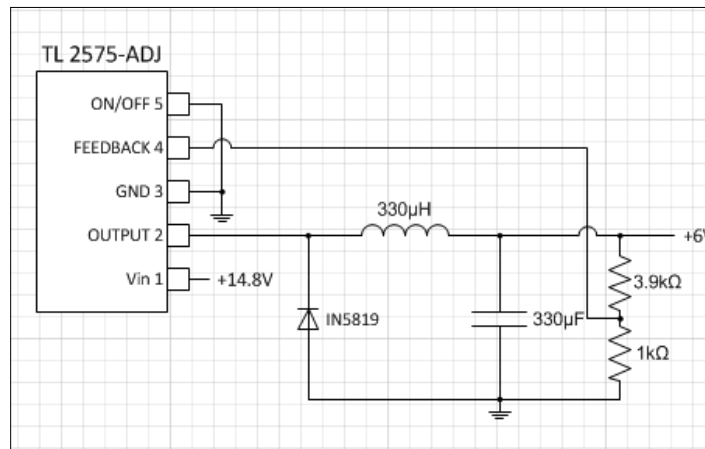 TL 2575-ADJ
ON/OFF 5
FEEDBACK 4
GND 3
OUTPUT 2
Vin 1
+14.8V
330µH
+6V
3.9kΩ
IN5819
330µF
1kΩ